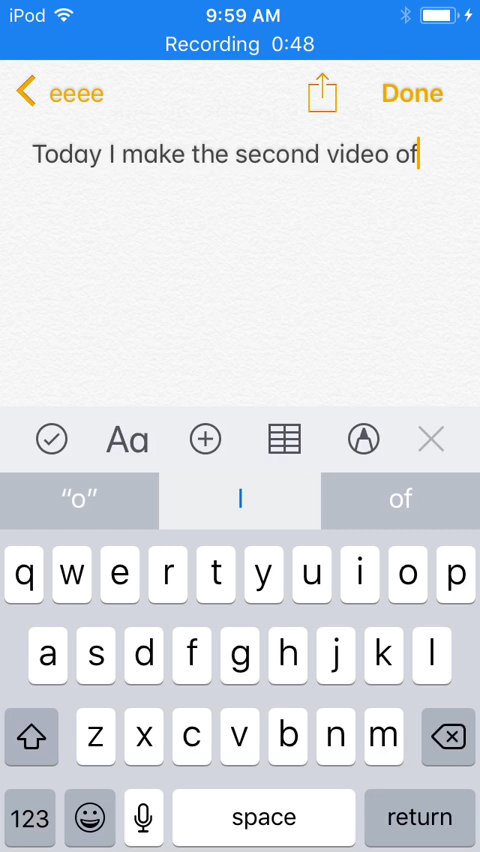 iPod 9:59 AM
Recording 0:48
eeee Done
Today I make the second video of
Aa
“o” I of
q w e r t y u i o p
a s d f g h j k l
z x c v b n m
123 space return